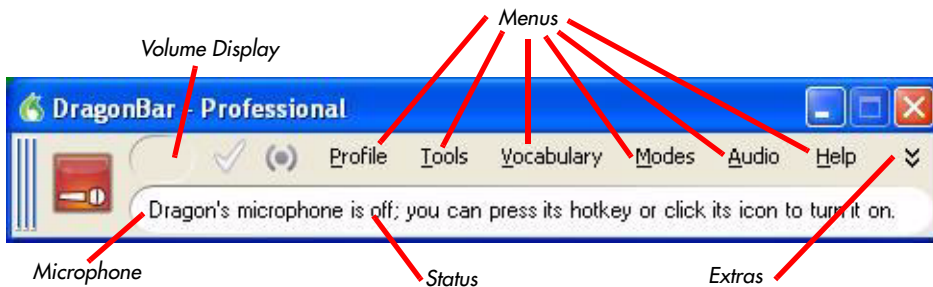 Menus
Volume Display
DragonBar - Professional
Profile Tools Vocabulary Modes Audio Help
Dragon's microphone is off; you can press its hotkey or click its icon to turn it on.
Microphone Status Extras